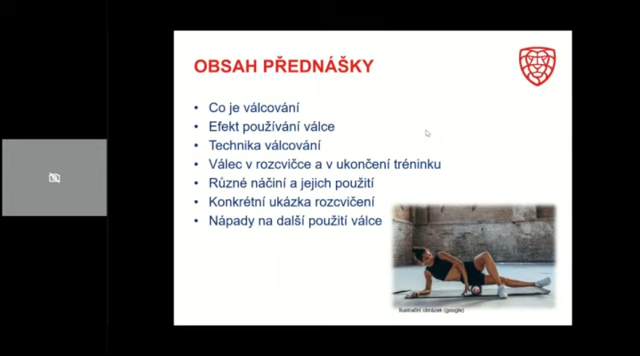 OBSAH PŘEDNÁŠKY
• Co je válcování
• Efekt používání válce
• Technika válcování
• Válec v rozcvičce a v ukončení tréninku
• Různé náčiní a jejich použití
• Konkrétní ukázka rozcvičení
• Nápady na další použití válce
Ilustrační obrázek (google)